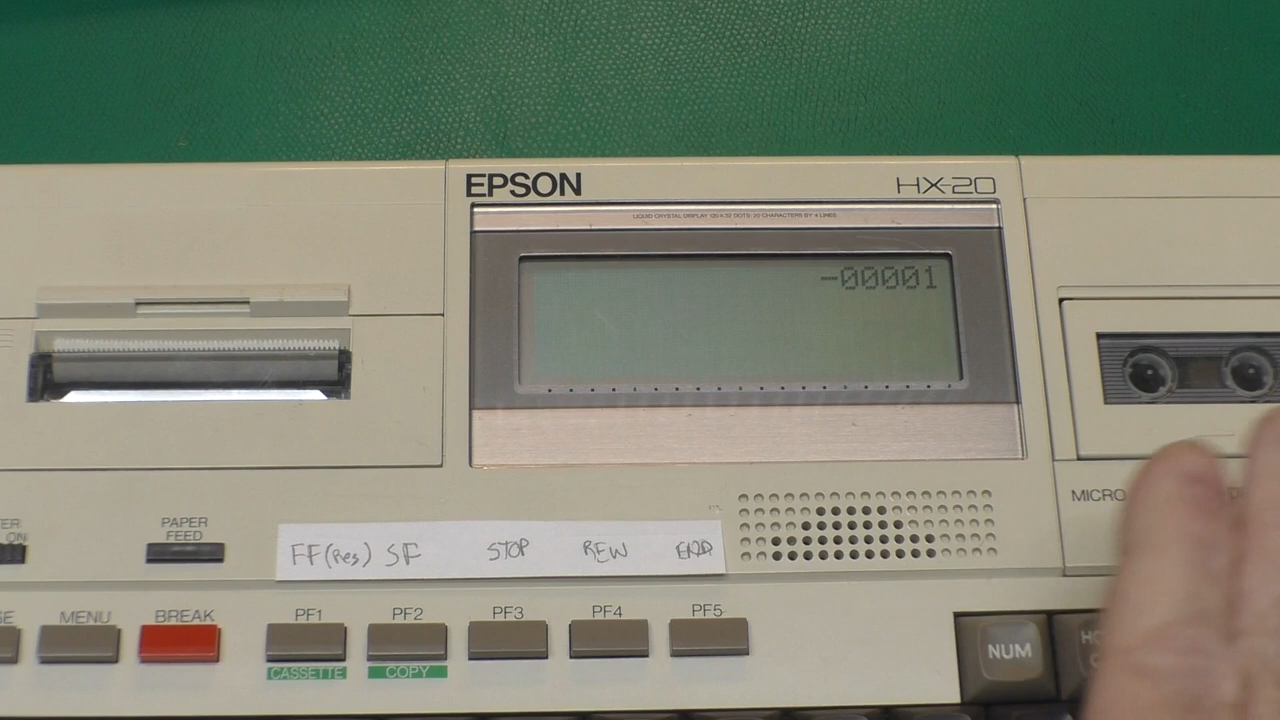 EPSON
HX-20
LIQUID CRYSTAL DISPLAY 120 X 32 DOTS: 20 CHARACTERS BY 4 LINES
-00001
MICRO
ON
PAPER
FEED
FF(Res) SF STOP REW END
MENU
BREAK
PF1
PF2
PF3
PF4
PF5
CASSETTE
COPY
NUM